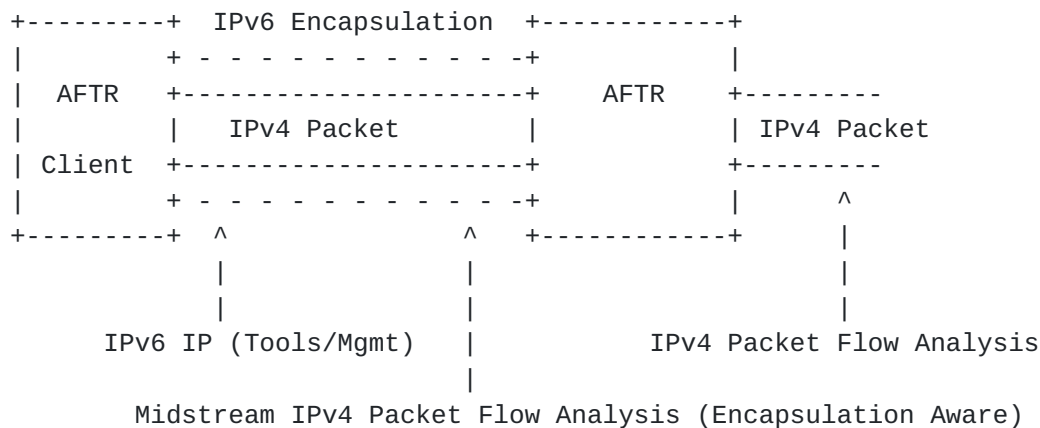 IPv6 Encapsulation
AFTR AFTR
IPv4 Packet IPv4 Packet
Client
IPv6 IP (Tools/Mgmt) IPv4 Packet Flow Analysis
Midstream IPv4 Packet Flow Analysis (Encapsulation Aware)